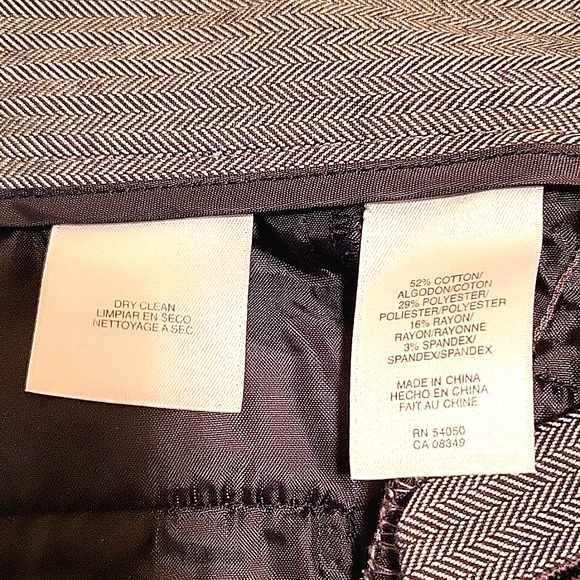 DRY CLEAN
LIMPIAR EN SECO
NETTOYAGE A SEC
52% COTTON/
ALGODÓN/COTON
29% POLYESTER/
POLIESTER/POLYESTER
16% RAYON/
RAYON/RAYONNE
3% SPANDEX/
SPANDEX/SPANDEX
MADE IN CHINA
HECHO EN CHINA
FAIT AU CHINE
RN 54050
CA 08349